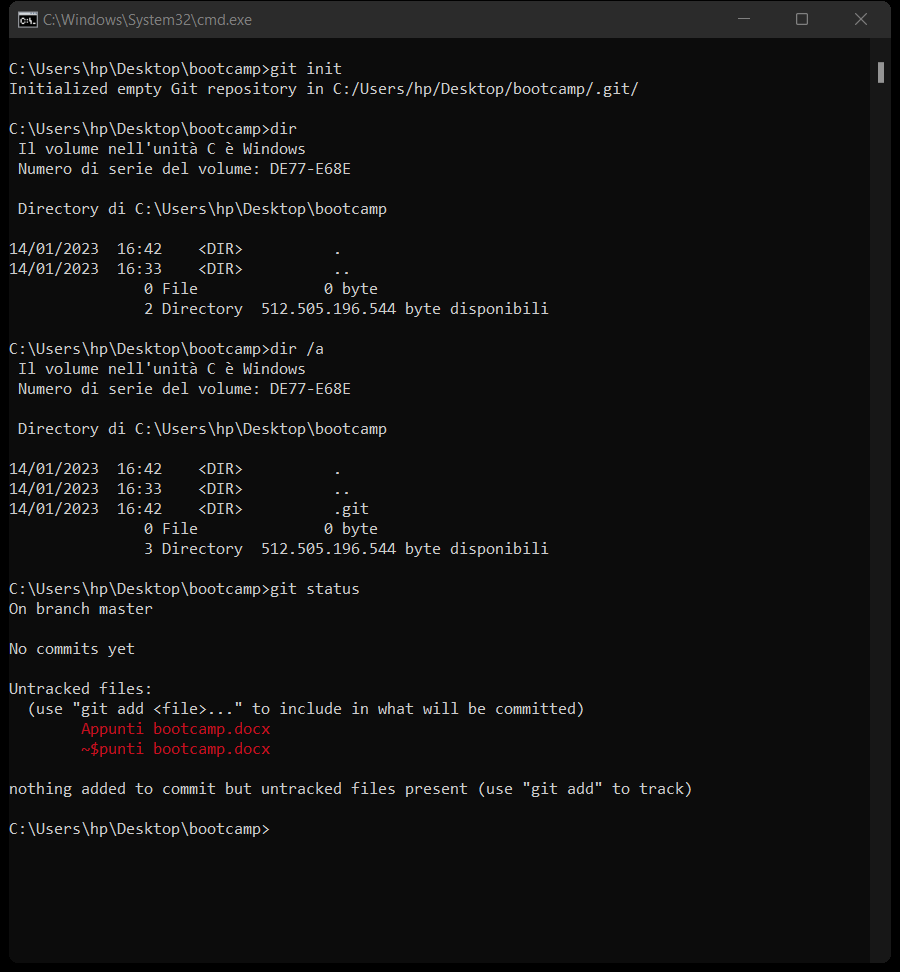 C:\Windows\System32\cmd.exe
C:\Users\hp\Desktop\bootcamp>git init
Initialized empty Git repository in C:/Users/hp/Desktop/bootcamp/.git/
C:\Users\hp\Desktop\bootcamp>dir
 Il volume nell'unità C è Windows
 Numero di serie del volume: DE77-E68E
 Directory di C:\Users\hp\Desktop\bootcamp
14/01/2023  16:42    <DIR>          .
14/01/2023  16:33    <DIR>          ..
               0 File              0 byte
               2 Directory  512.505.196.544 byte disponibili
C:\Users\hp\Desktop\bootcamp>dir /a
 Il volume nell'unità C è Windows
 Numero di serie del volume: DE77-E68E
 Directory di C:\Users\hp\Desktop\bootcamp
14/01/2023  16:42    <DIR>          .
14/01/2023  16:33    <DIR>          ..
14/01/2023  16:42    <DIR>          .git
               0 File              0 byte
               3 Directory  512.505.196.544 byte disponibili
C:\Users\hp\Desktop\bootcamp>git status
On branch master
No commits yet
Untracked files:
  (use "git add <file>..." to include in what will be committed)
        Appunti bootcamp.docx
        ~$punti bootcamp.docx
nothing added to commit but untracked files present (use "git add" to track)
C:\Users\hp\Desktop\bootcamp>